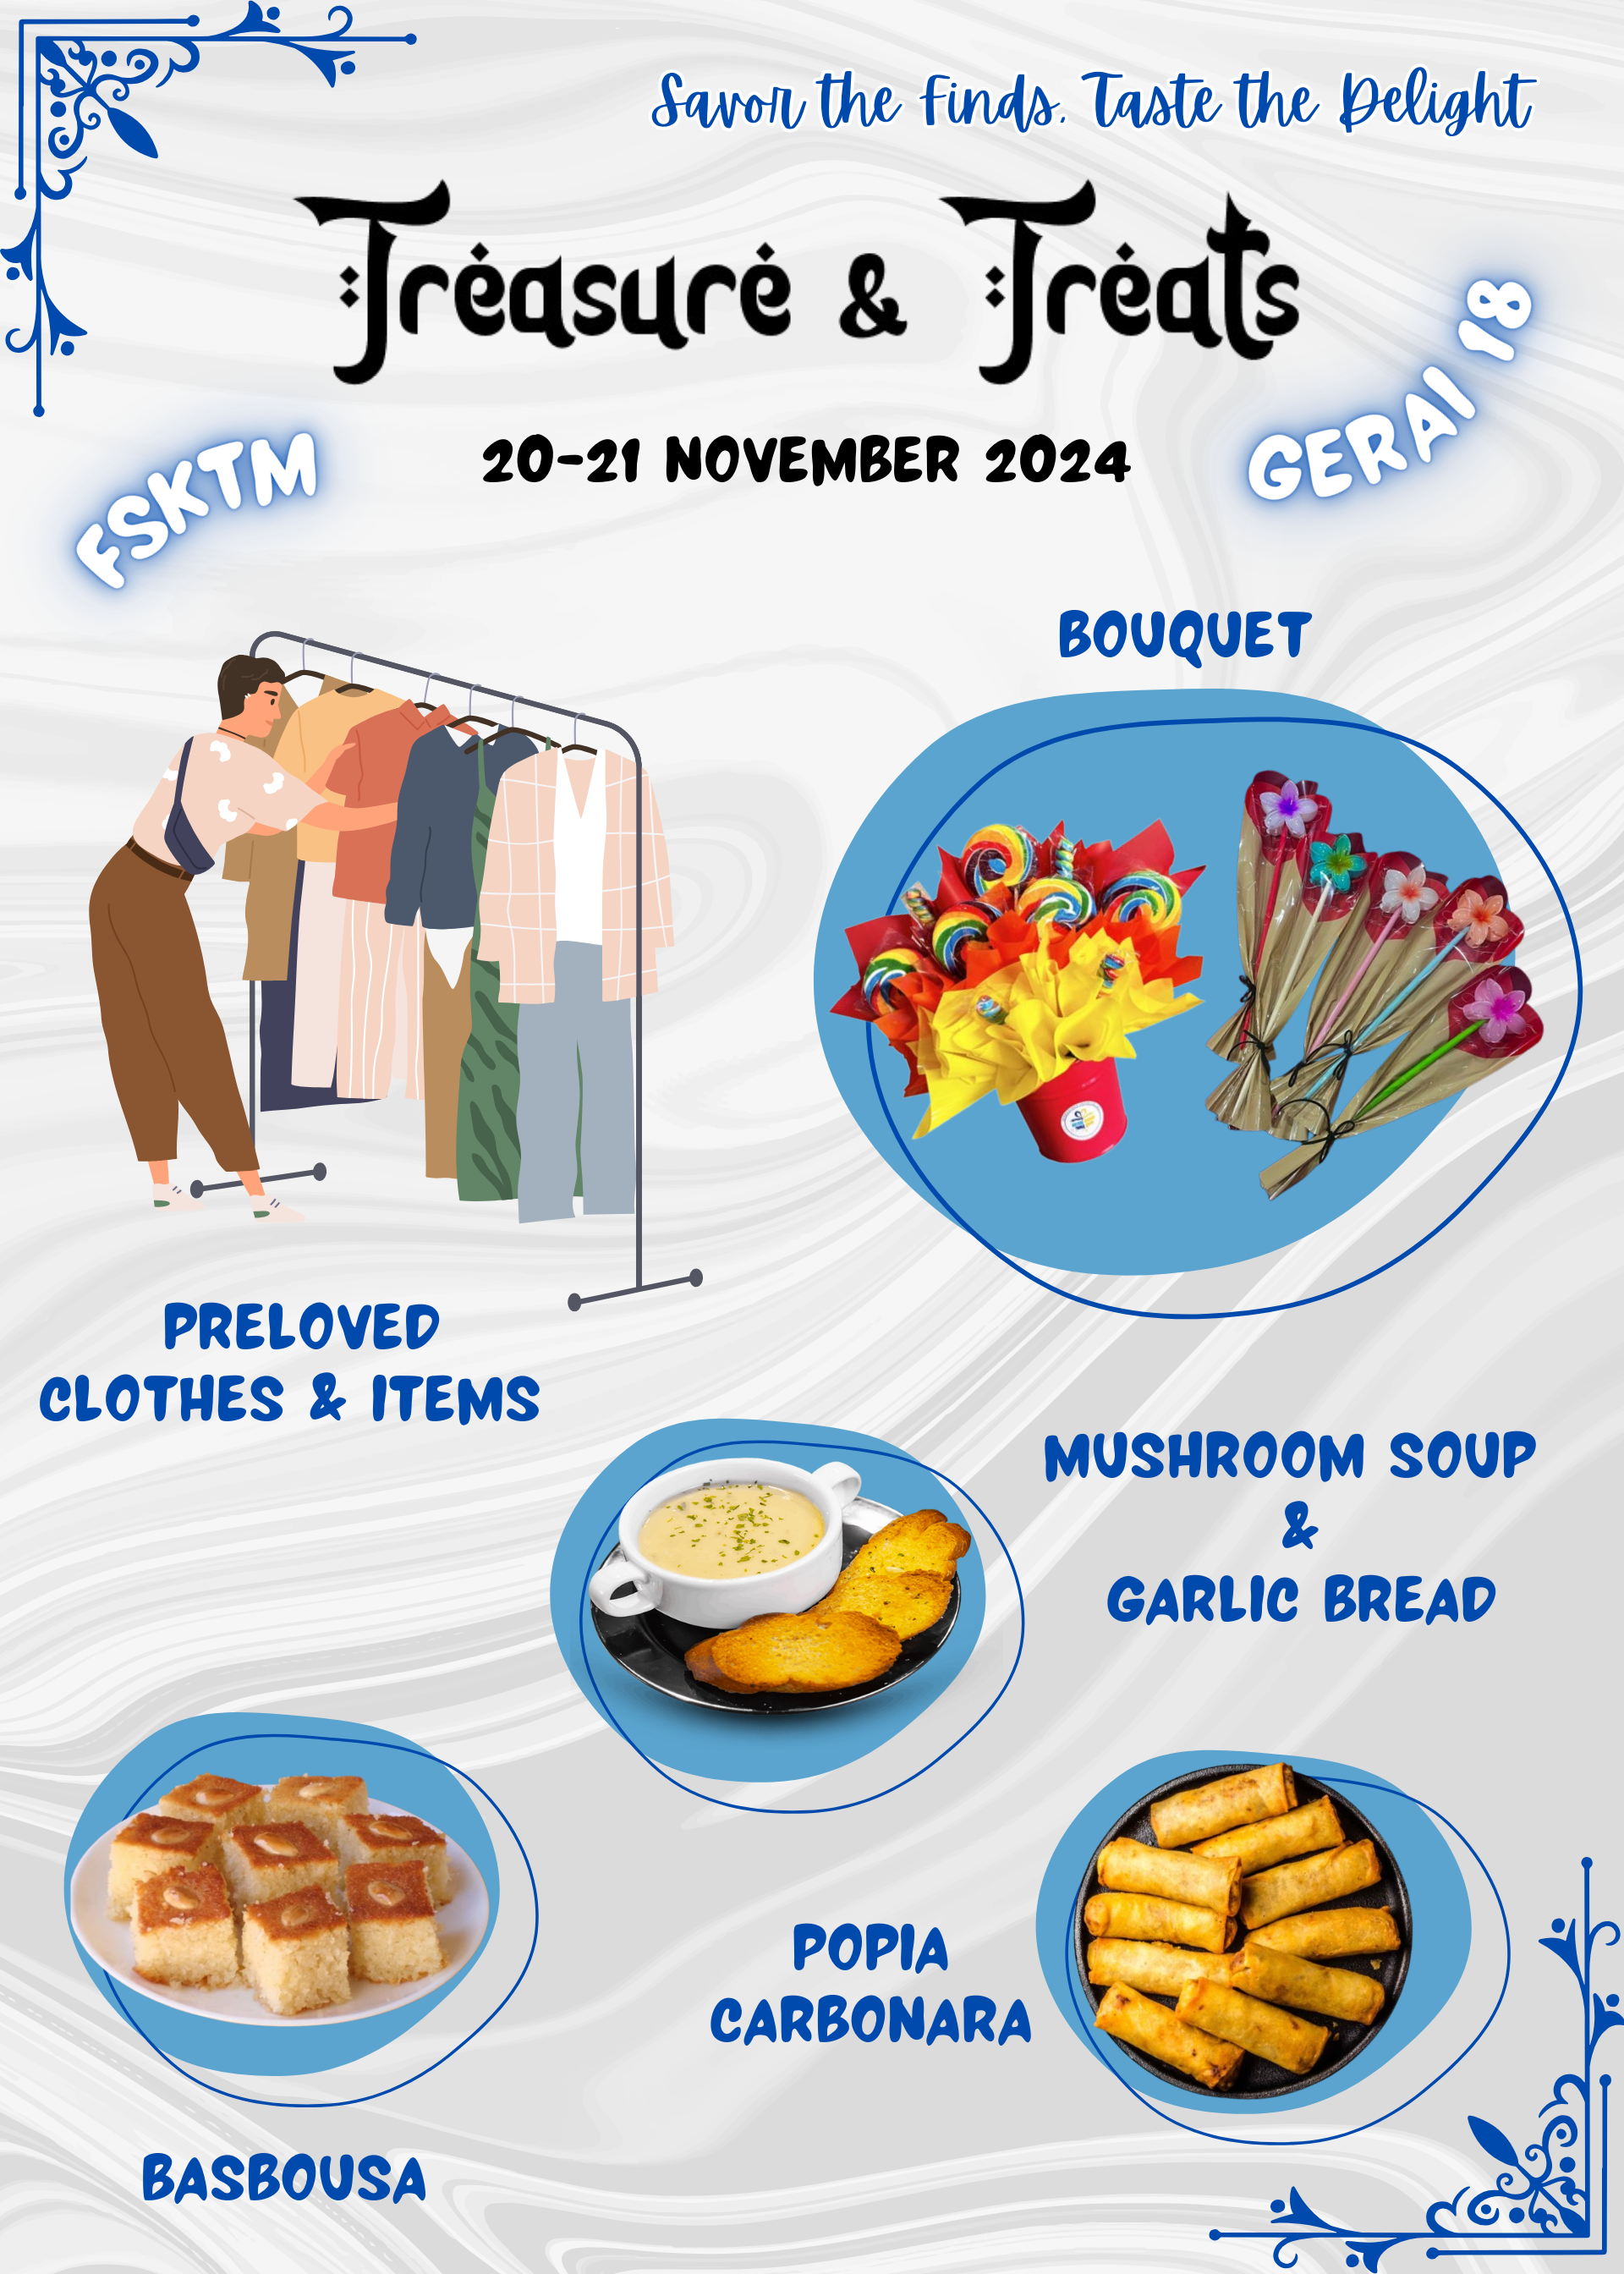 Savor the Finds, Taste the Delight
Treasure & Treats
FSKTM
20-21 NOVEMBER 2024
GERAI 18
BOUQUET
PRELOVED
CLOTHES & ITEMS
MUSHROOM SOUP
&
GARLIC BREAD
POPIA
CARBONARA
BASBOUSA